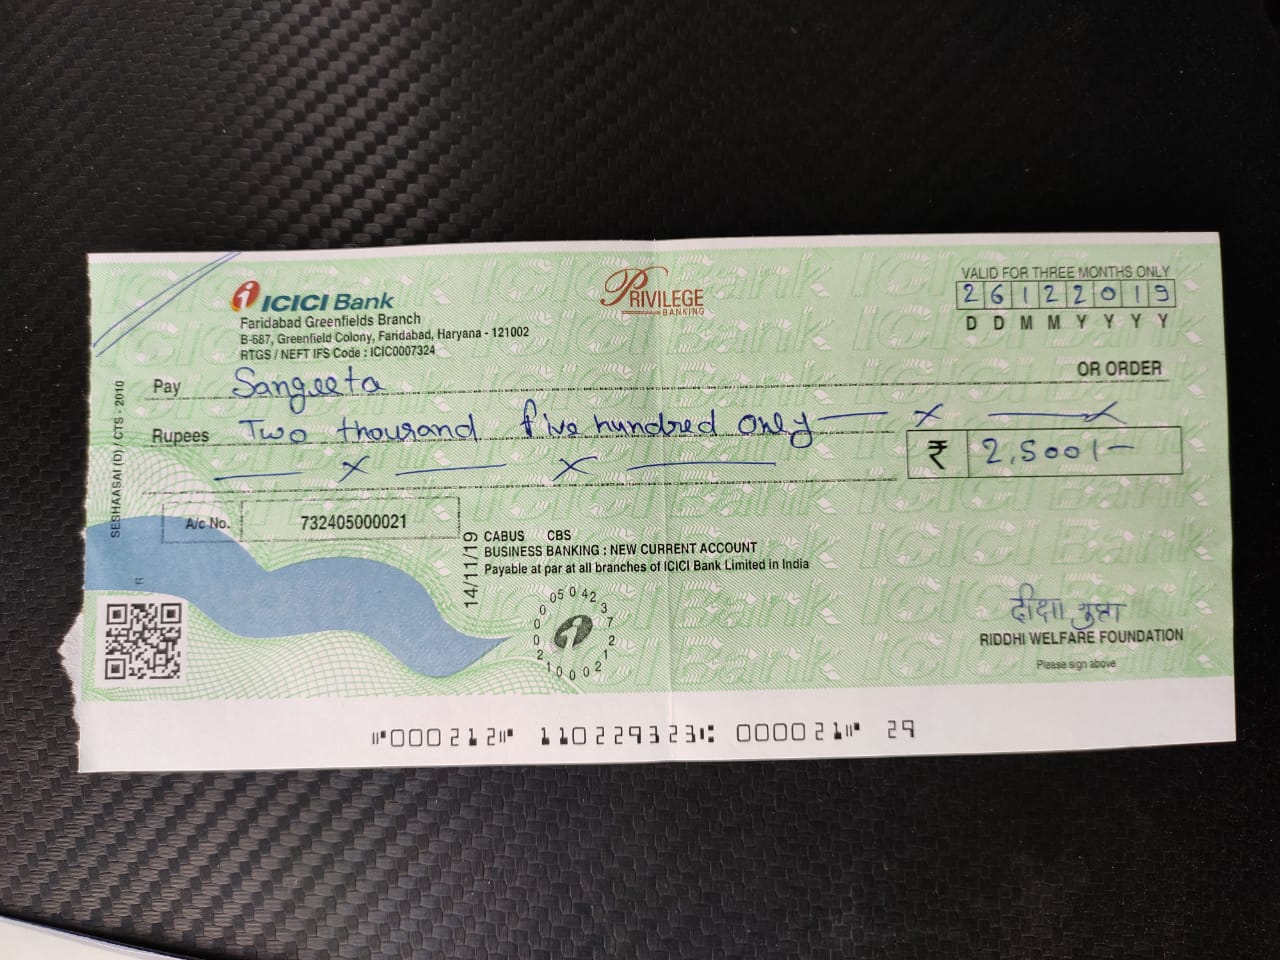 ICICI Bank
Faridabad Greenfields Branch
B-687, Greenfield Colony, Faridabad, Haryana - 121002
RTGS / NEFT IFS Code : ICIC0007324
PRIVILEGE
BANKING
VALID FOR THREE MONTHS ONLY
26122019
D D M M Y Y Y Y
Pay Sangeeta OR ORDER
Rupees Two thousand five hundred only
₹ 2,500/-
A/c No. 732405000021
SESHAASAI (D) / CTS - 2010
14/11/19
CABUS CBS
BUSINESS BANKING : NEW CURRENT ACCOUNT
Payable at par at all branches of ICICI Bank Limited in India
दीक्षा गुप्ता
RIDDHI WELFARE FOUNDATION
Please sign above
⑈000212⑈ 110229323⑆ 000021⑈ 29